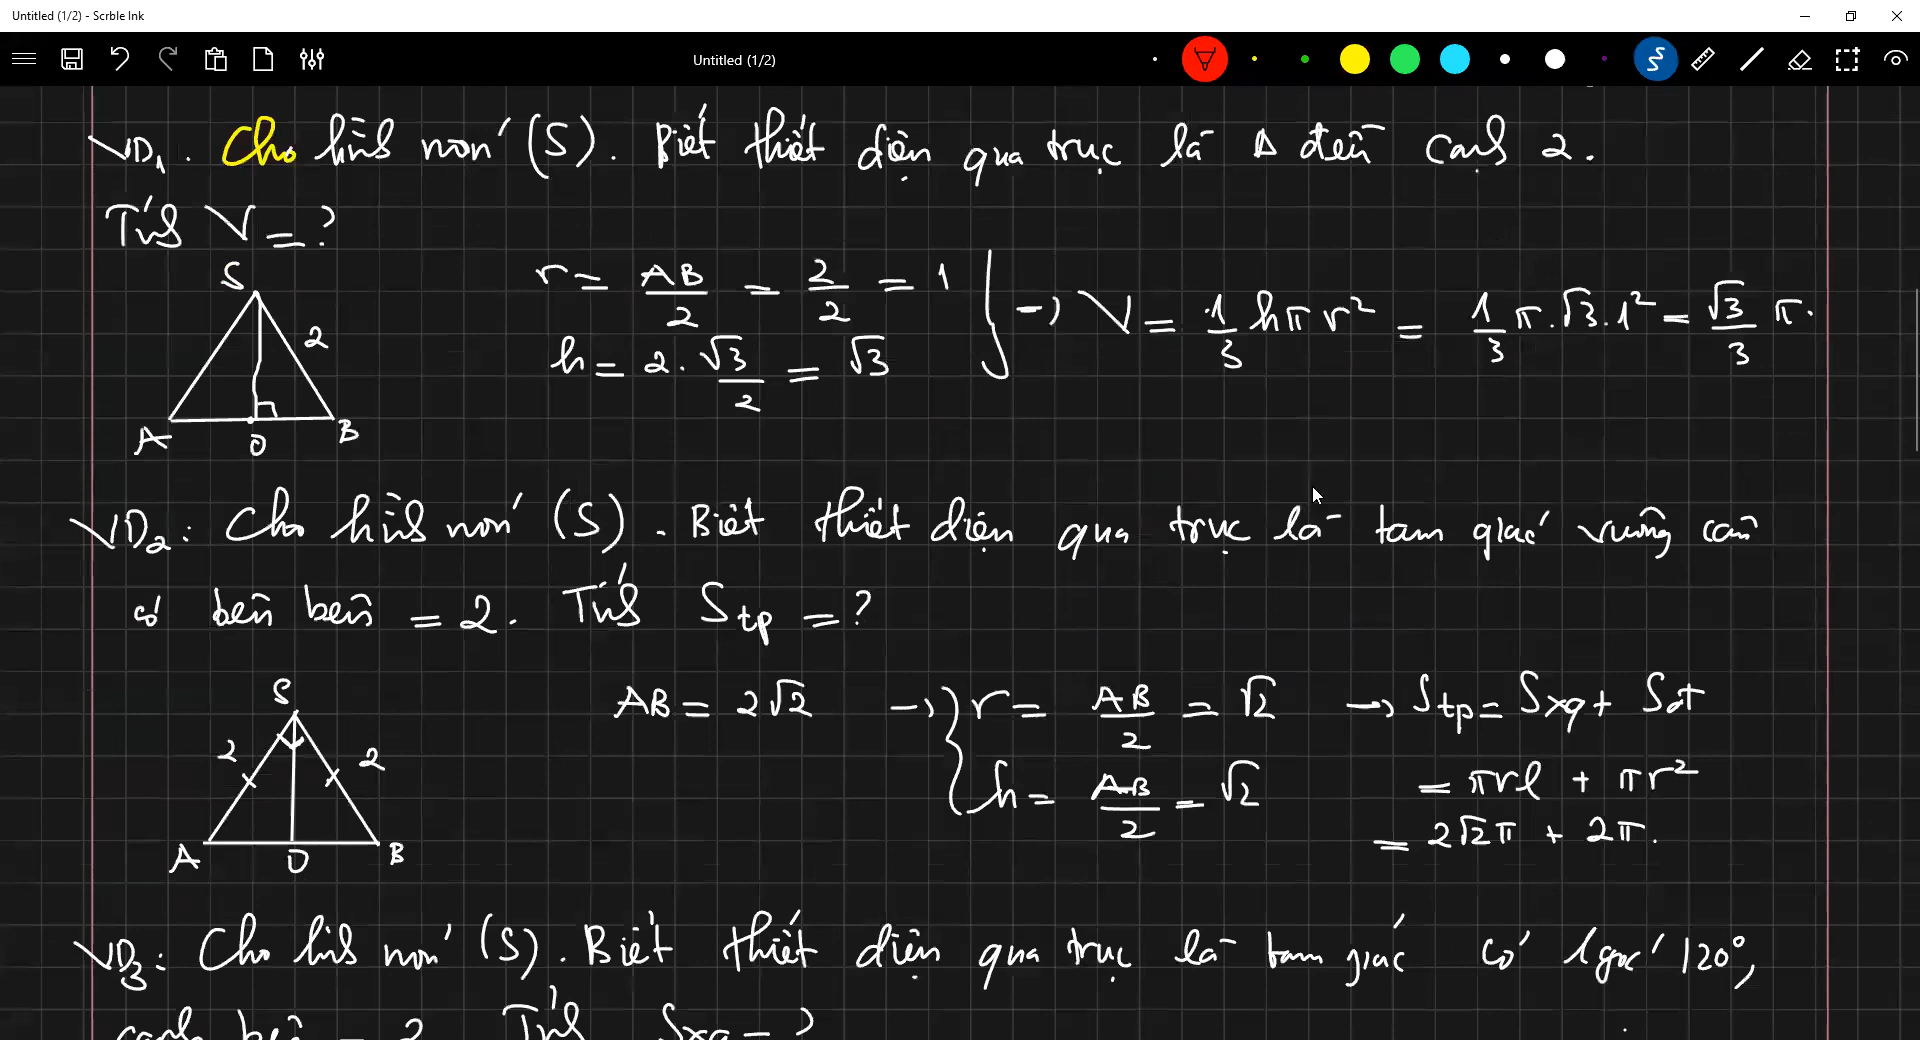 Untitled (1/2) - Scrble Ink
Untitled (1/2)
VD1. Cho hình nón (S). Biết thiết diện qua trục là Δ đều cạnh 2.
Tính V = ?
S
2
A O B
r = AB/2 = 2/2 = 1
h = 2.√3/2 = √3
→ V = 1/3 hπr² = 1/3 π.√3.1² = √3/3 π.
VD2: Cho hình nón (S). Biết thiết diện qua trục là tam giác vuông cân
có bên bên = 2. Tính Stp = ?
S
2 2
A O B
AB = 2√2 → { r = AB/2 = √2 → Stp = Sxq + Sđ
h = AB/2 = √2
= πrl + πr²
= 2√2π + 2π.
VD3: Cho hình nón (S). Biết thiết diện qua trục là tam giác có 1 góc 120°,
cạnh bên = 2. Tính Sxq = ?